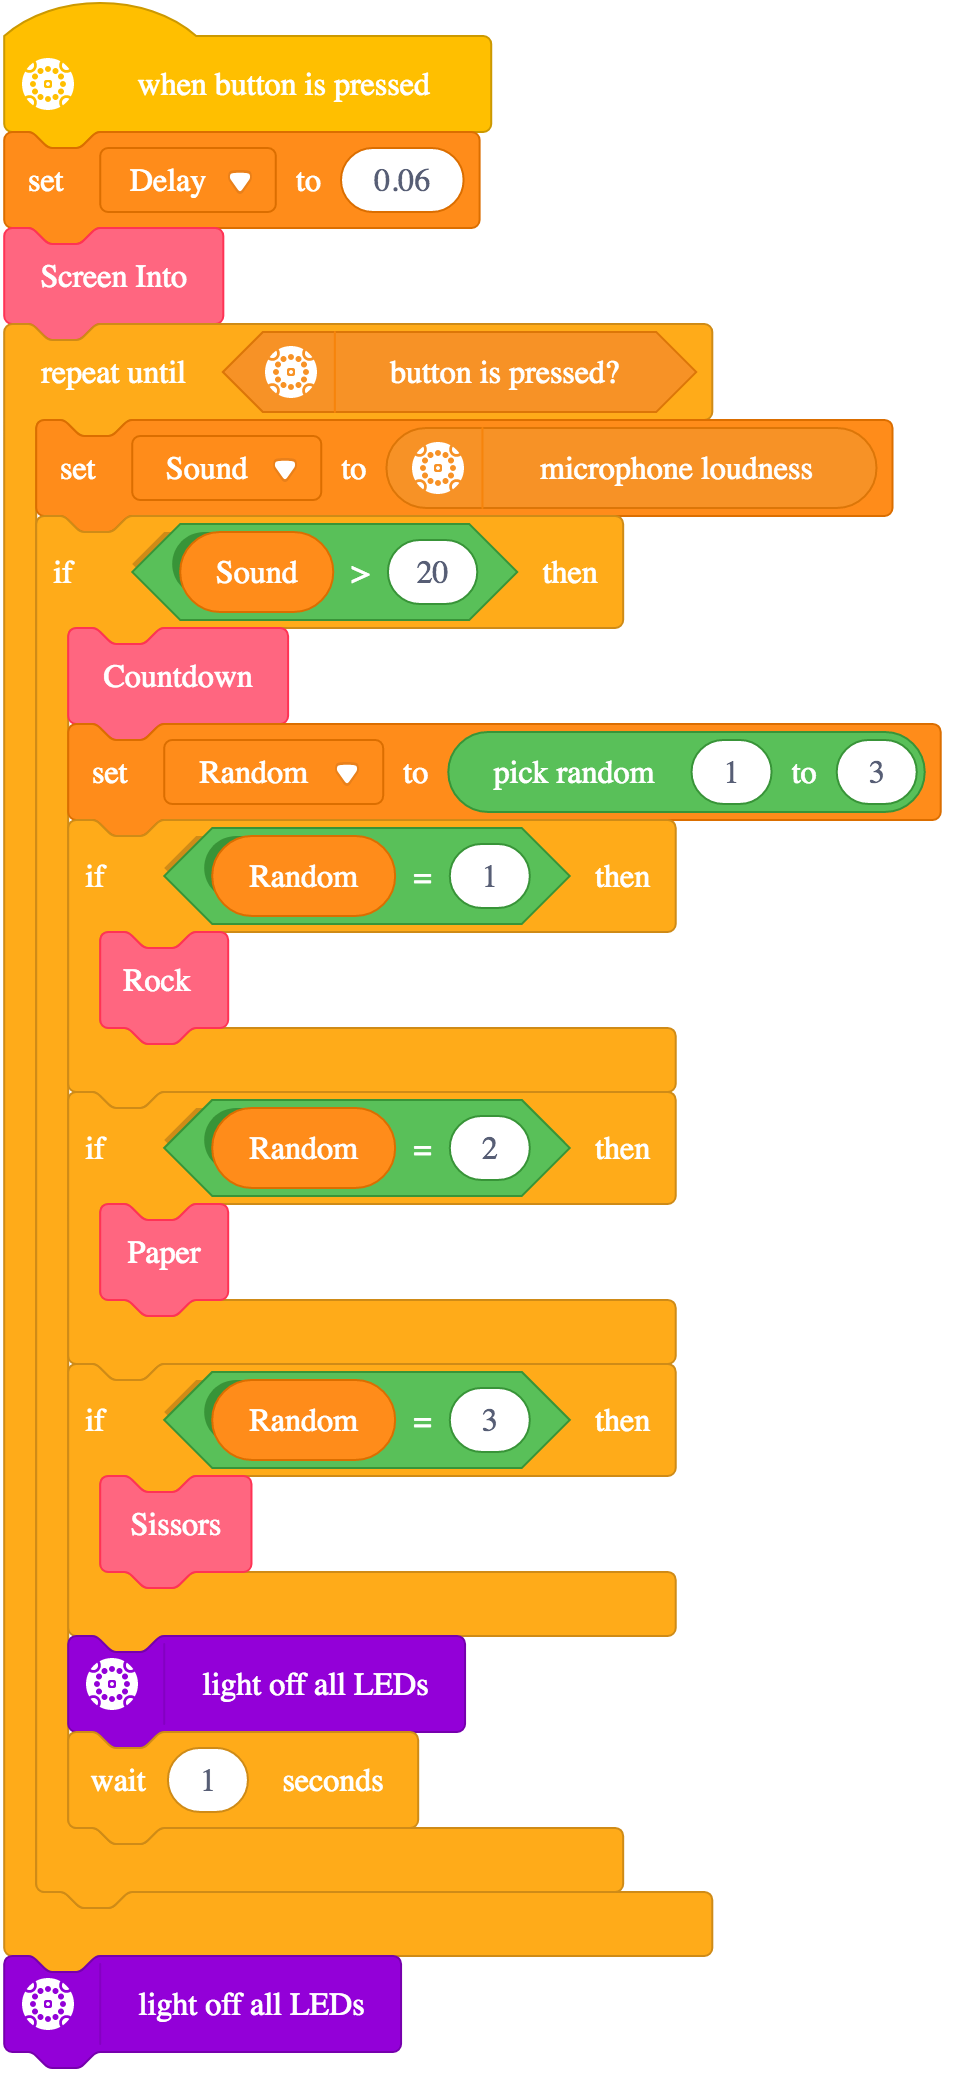 when button is pressed
set Delay to 0.06
Screen Into
repeat until button is pressed?
set Sound to microphone loudness
if Sound > 20 then
Countdown
set Random to pick random 1 to 3
if Random = 1 then
Rock
if Random = 2 then
Paper
if Random = 3 then
Sissors
light off all LEDs
wait 1 seconds
light off all LEDs